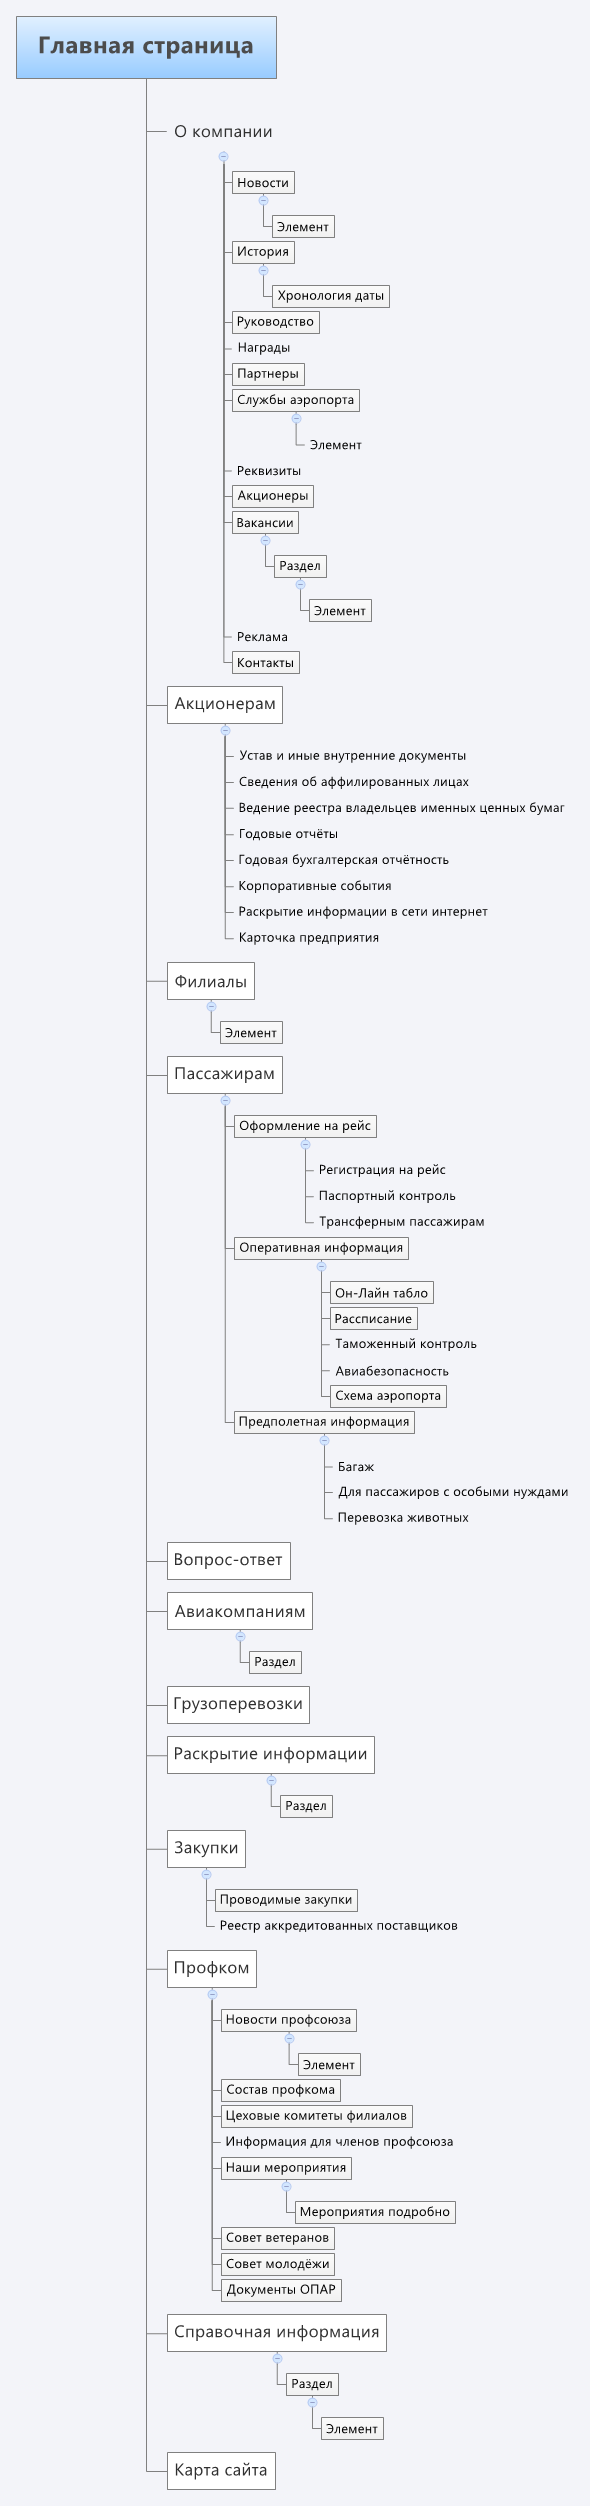 Главная страница
О компании
Новости
Элемент
История
Хронология даты
Руководство
Награды
Партнеры
Службы аэропорта
Элемент
Реквизиты
Акционеры
Вакансии
Раздел
Элемент
Реклама
Контакты
Акционерам
Устав и иные внутренние документы
Сведения об аффилированных лицах
Ведение реестра владельцев именных ценных бумаг
Годовые отчёты
Годовая бухгалтерская отчётность
Корпоративные события
Раскрытие информации в сети интернет
Карточка предприятия
Филиалы
Элемент
Пассажирам
Оформление на рейс
Регистрация на рейс
Паспортный контроль
Трансферным пассажирам
Оперативная информация
Он-Лайн табло
Рассписание
Таможенный контроль
Авиабезопасность
Схема аэропорта
Предполетная информация
Багаж
Для пассажиров с особыми нуждами
Перевозка животных
Вопрос-ответ
Авиакомпаниям
Раздел
Грузоперевозки
Раскрытие информации
Раздел
Закупки
Проводимые закупки
Реестр аккредитованных поставщиков
Профком
Новости профсоюза
Элемент
Состав профкома
Цеховые комитеты филиалов
Информация для членов профсоюза
Наши мероприятия
Мероприятия подробно
Совет ветеранов
Совет молодёжи
Документы ОПАР
Справочная информация
Раздел
Элемент
Карта сайта